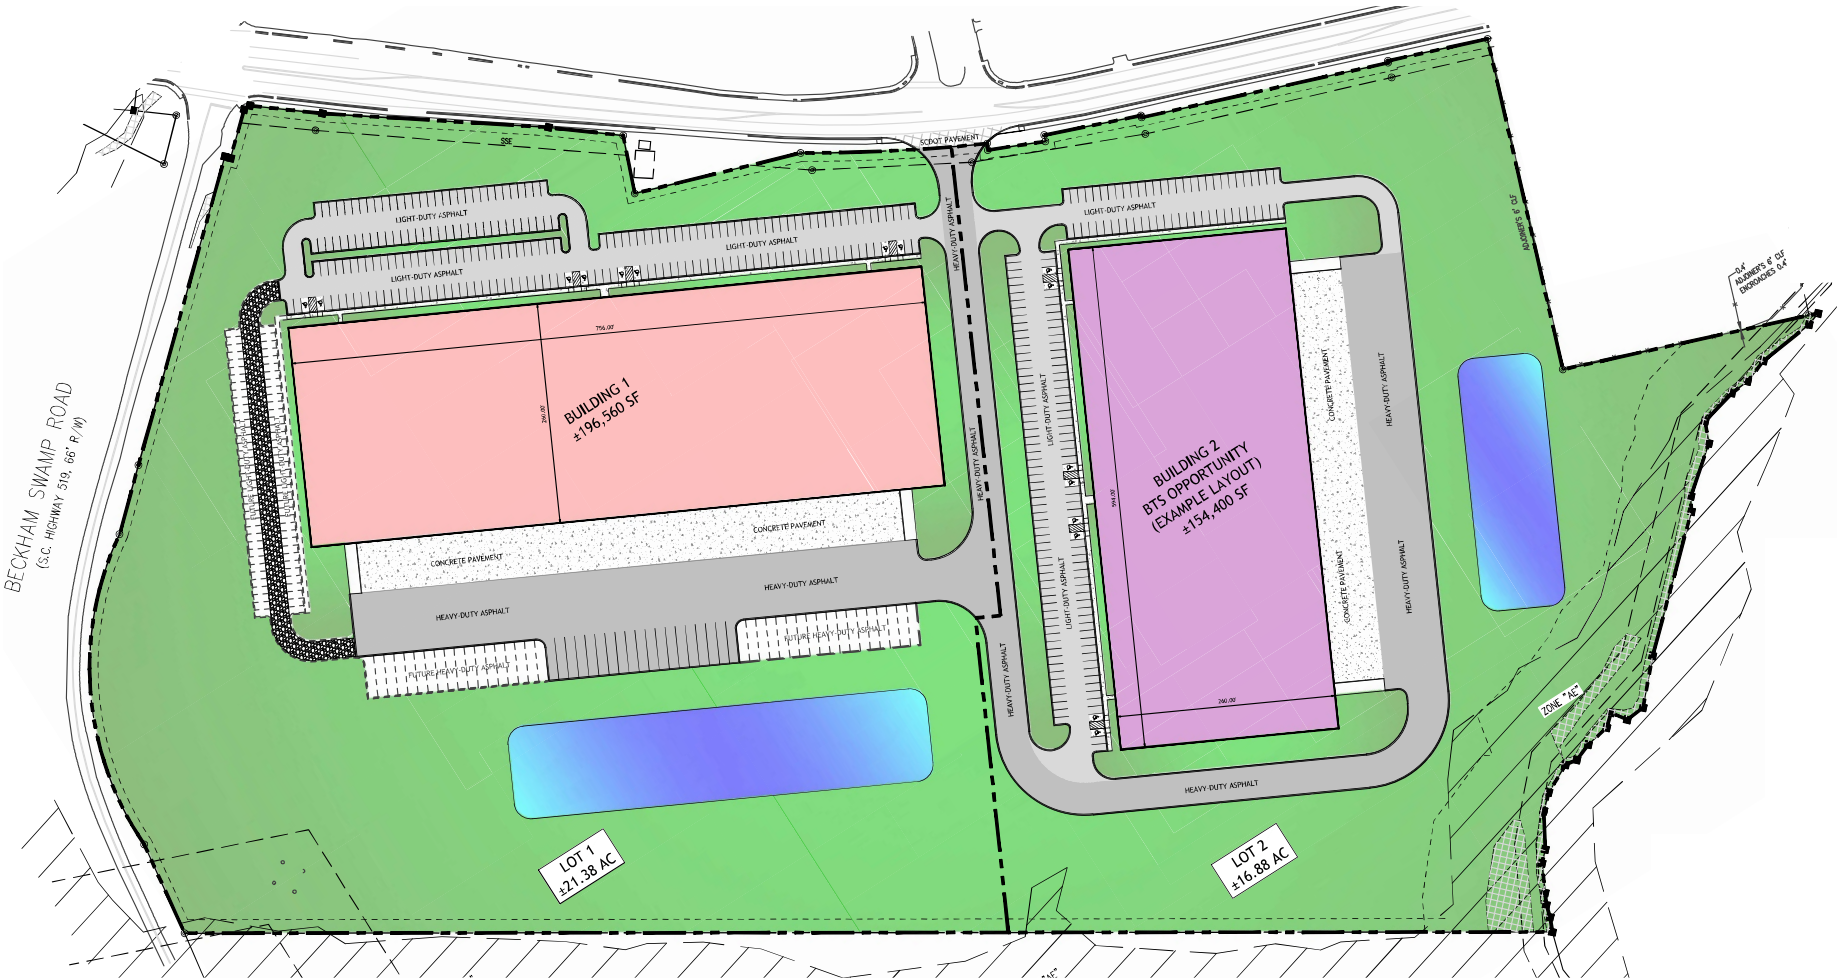 SSE
SCDOT PAVEMENT
LIGHT-DUTY ASPHALT
LIGHT-DUTY ASPHALT
LIGHT-DUTY ASPHALT
LIGHT-DUTY ASPHALT
HEAVY-DUTY ASPHALT
ADJOINER'S 6' CLF
0.4'
ADJOINER'S 6' CLF
ENCROACHES 0.4'
756.00'
260.00'
BUILDING 1
±196,560 SF
BECKHAM SWAMP ROAD
(S.C. HIGHWAY 519, 66' R/W)
FUTURE LIGHT-DUTY ASPHALT
FUTURE LIGHT-DUTY ASPHALT
HEAVY-DUTY ASPHALT
LIGHT-DUTY ASPHALT
LIGHT-DUTY ASPHALT
594.00'
BUILDING 2
BTS OPPORTUNITY
(EXAMPLE LAYOUT)
±154,400 SF
CONCRETE PAVEMENT
HEAVY-DUTY ASPHALT
CONCRETE PAVEMENT
HEAVY-DUTY ASPHALT
CONCRETE PAVEMENT
CONCRETE PAVEMENT
HEAVY-DUTY ASPHALT
HEAVY-DUTY ASPHALT
FUTURE HEAVY-DUTY ASPHALT
FUTURE HEAVY-DUTY ASPHALT
HEAVY-DUTY ASPHALT
260.00'
HEAVY-DUTY ASPHALT
ZONE "AE"
LOT 1
±21.38 AC
LOT 2
±16.88 AC
"AE"